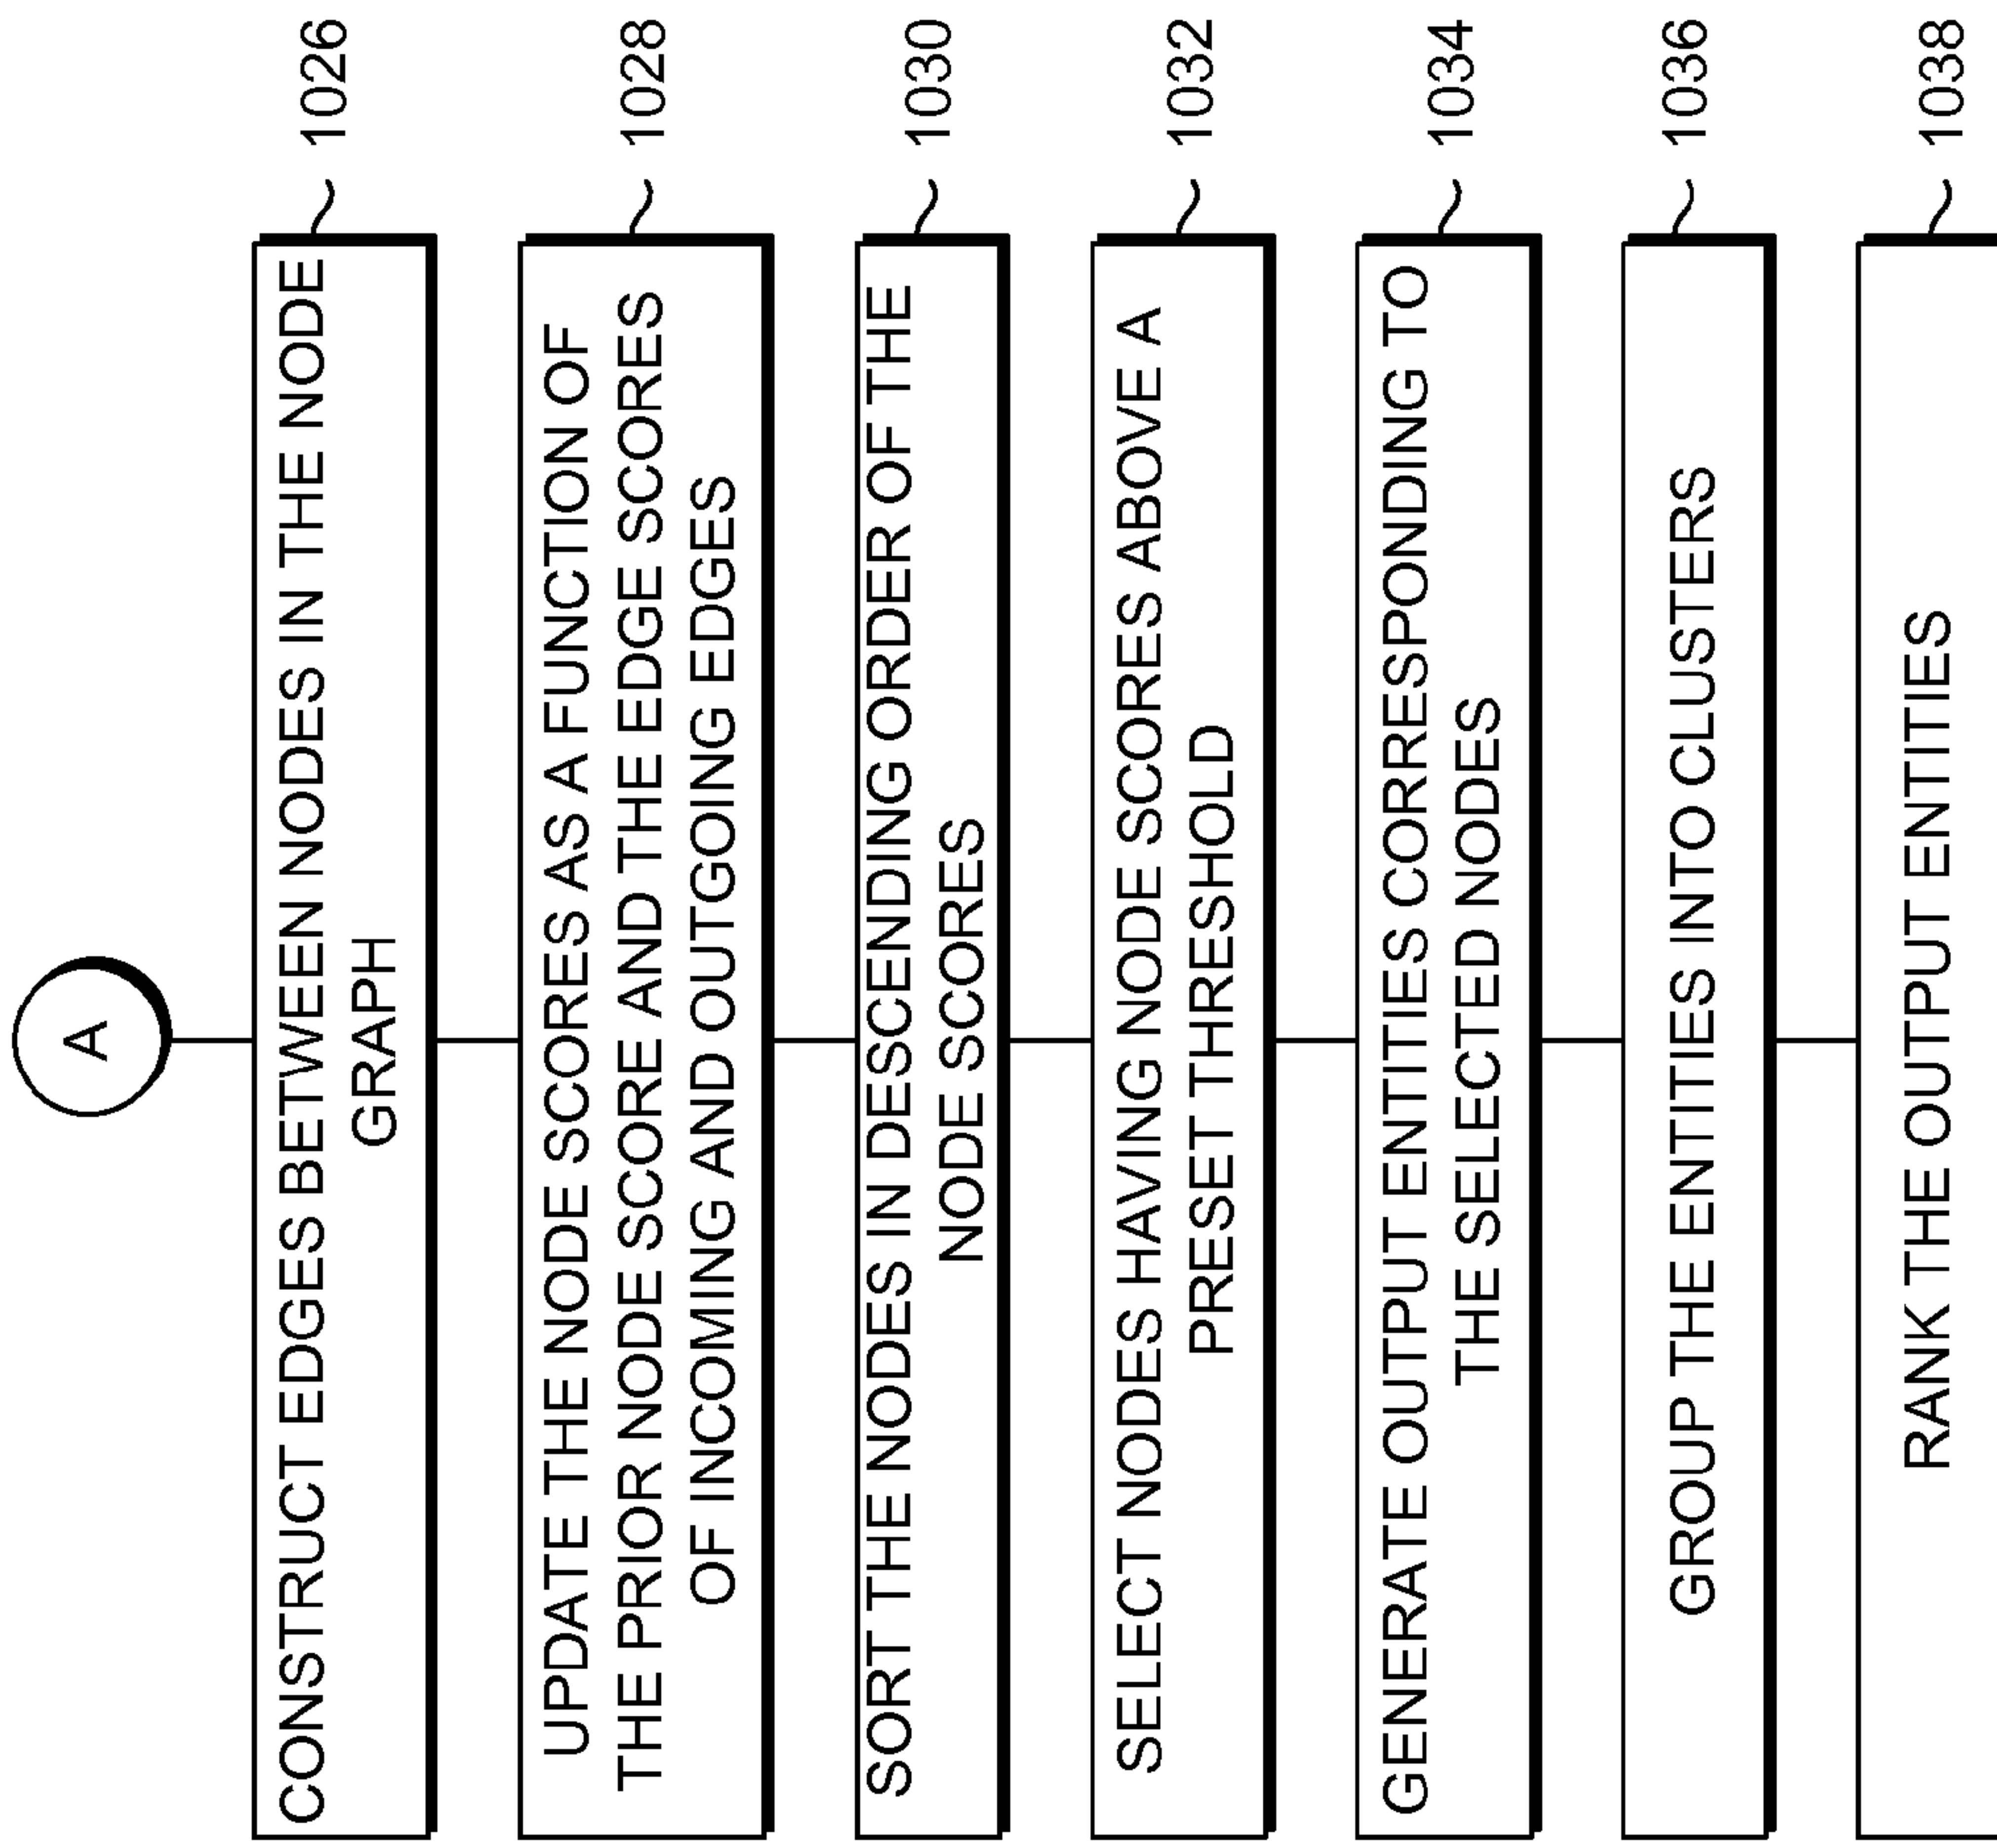 A
CONSTRUCT EDGES BETWEEN NODES IN THE NODE
GRAPH
1026
UPDATE THE NODE SCORES AS A FUNCTION OF
THE PRIOR NODE SCORE AND THE EDGE SCORES
OF INCOMING AND OUTGOING EDGES
1028
SORT THE NODES IN DESCENDING ORDER OF THE
NODE SCORES
1030
SELECT NODES HAVING NODE SCORES ABOVE A
PRESET THRESHOLD
1032
GENERATE OUTPUT ENTITIES CORRESPONDING TO
THE SELECTED NODES
1034
GROUP THE ENTITIES INTO CLUSTERS
1036
RANK THE OUTPUT ENTITIES
1038